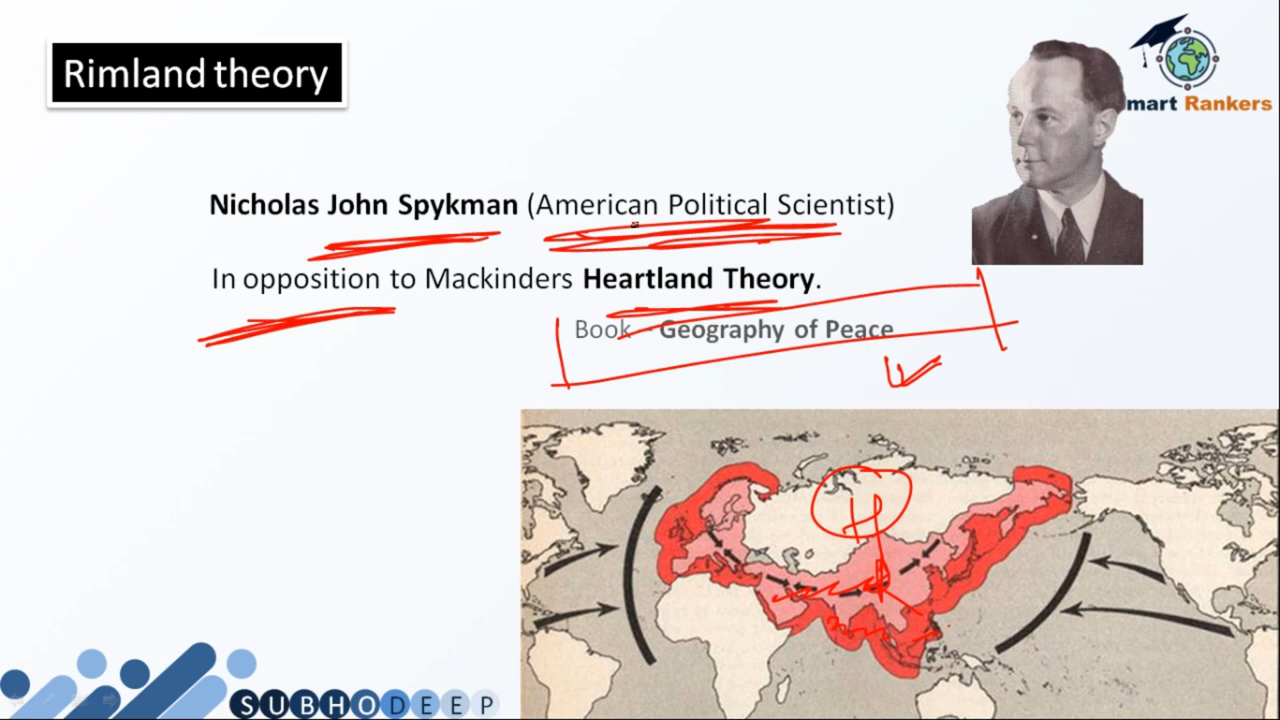 Rimland theory
mart Rankers
Nicholas John Spykman (American Political Scientist)
In opposition to Mackinders Heartland Theory.
Book – Geography of Peace
H
R
SUBHODEEP